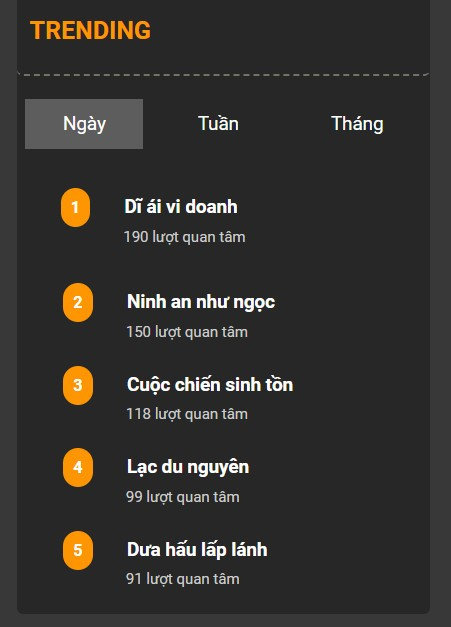 TRENDING
Ngày Tuần Tháng
1 Dĩ ái vi doanh
190 lượt quan tâm
2 Ninh an như ngọc
150 lượt quan tâm
3 Cuộc chiến sinh tồn
118 lượt quan tâm
4 Lạc du nguyên
99 lượt quan tâm
5 Dưa hấu lấp lánh
91 lượt quan tâm